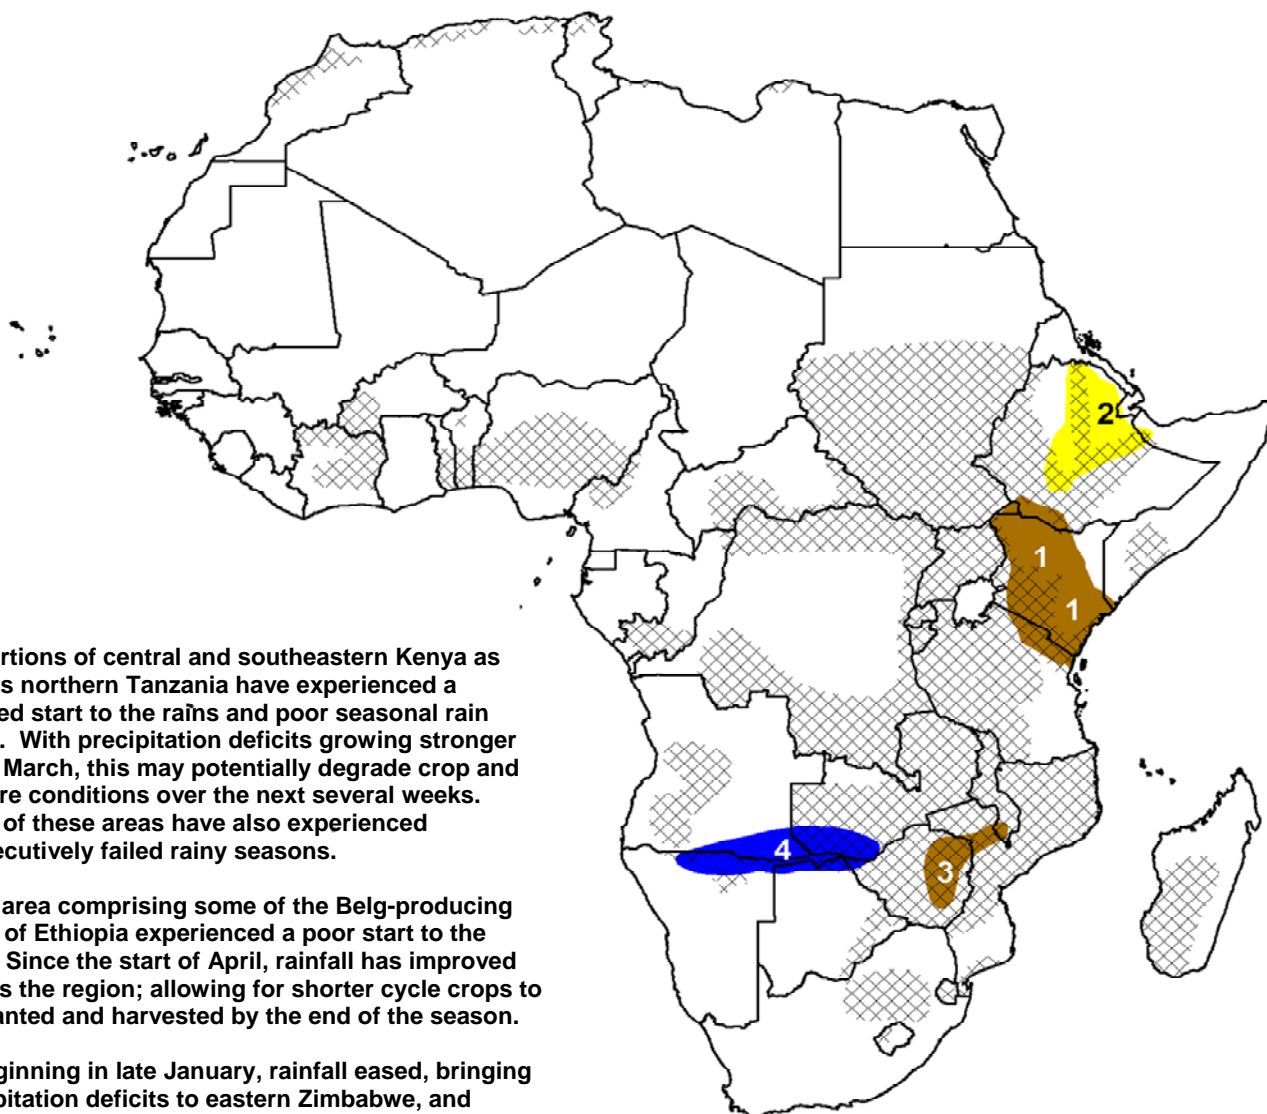 rtions of central and southeastern Kenya as
s northern Tanzania have experienced a
ed start to the rains and poor seasonal rain
. With precipitation deficits growing stronger
March, this may potentially degrade crop and
re conditions over the next several weeks.
of these areas have also experienced
ecutively failed rainy seasons.
area comprising some of the Belg-producing
of Ethiopia experienced a poor start to the
Since the start of April, rainfall has improved
s the region; allowing for shorter cycle crops to
anted and harvested by the end of the season.
ginning in late January, rainfall eased, bringing
pitation deficits to eastern Zimbabwe, and
2
1
1
4
3